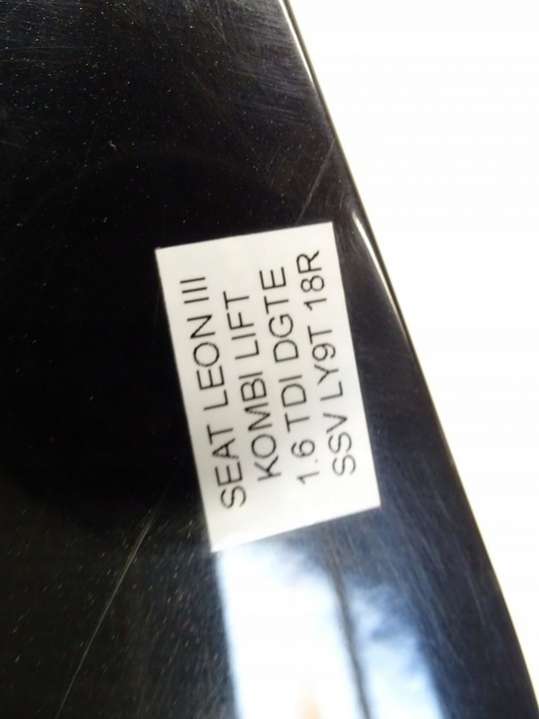 SEAT LEON III
KOMBI LIFT
1.6 TDI DGTE
SSV LY9T 18R